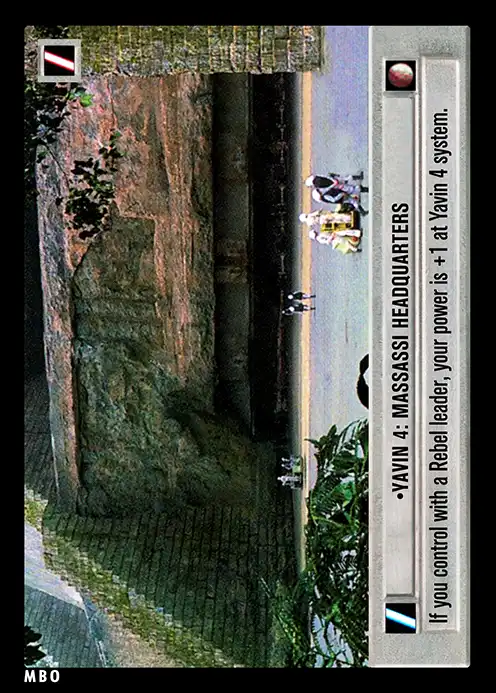 •YAVIN 4: MASSASSI HEADQUARTERS
If you control with a Rebel leader, your power is +1 at Yavin 4 system.
MBO